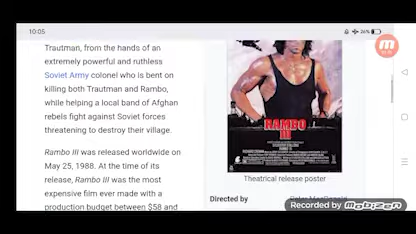 10:05
26%
Trautman, from the hands of an
extremely powerful and ruthless
Soviet Army colonel who is bent on
killing both Trautman and Rambo,
while helping a local band of Afghan
rebels fight against Soviet forces
threatening to destroy their village.
Rambo III was released worldwide on
May 25, 1988. At the time of its
release, Rambo III was the most
expensive film ever made with a
production budget between $58 and
RAMBO
III
Theatrical release poster
Directed by
Recorded by mobizen